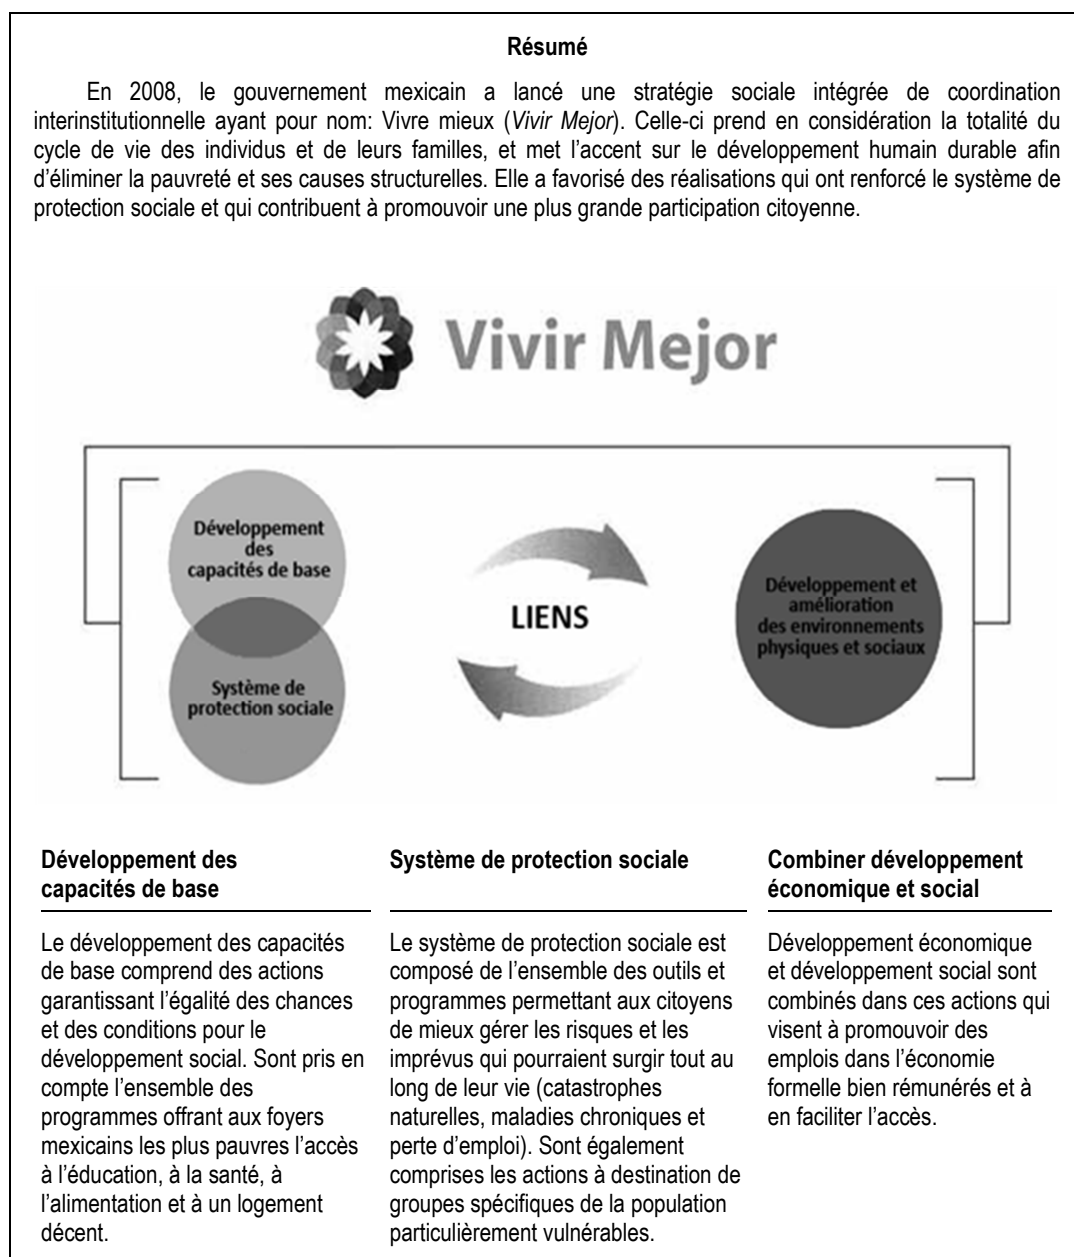 Résumé
En 2008, le gouvernement mexicain a lancé une stratégie sociale intégrée de coordination
interinstitutionnelle ayant pour nom: Vivre mieux (Vivir Mejor). Celle-ci prend en considération la totalité du
cycle de vie des individus et de leurs familles, et met l’accent sur le développement humain durable afin
d’éliminer la pauvreté et ses causes structurelles. Elle a favorisé des réalisations qui ont renforcé le système de
protection sociale et qui contribuent à promouvoir une plus grande participation citoyenne.
Vivir Mejor
Développement
des
capacités de base
Système de
protection sociale
LIENS
Développement et
amélioration
des environnements
physiques et sociaux
Développement des
capacités de base
Le développement des capacités
de base comprend des actions
garantissant l’égalité des chances
et des conditions pour le
développement social. Sont pris en
compte l’ensemble des
programmes offrant aux foyers
mexicains les plus pauvres l’accès
à l’éducation, à la santé, à
l’alimentation et à un logement
décent.
Système de protection sociale
Le système de protection sociale est
composé de l’ensemble des outils et
programmes permettant aux citoyens
de mieux gérer les risques et les
imprévus qui pourraient surgir tout au
long de leur vie (catastrophes
naturelles, maladies chroniques et
perte d’emploi). Sont également
comprises les actions à destination de
groupes spécifiques de la population
particulièrement vulnérables.
Combiner développement
économique et social
Développement économique
et développement social sont
combinés dans ces actions qui
visent à promouvoir des
emplois dans l’économie
formelle bien rémunérés et à
en faciliter l’accès.